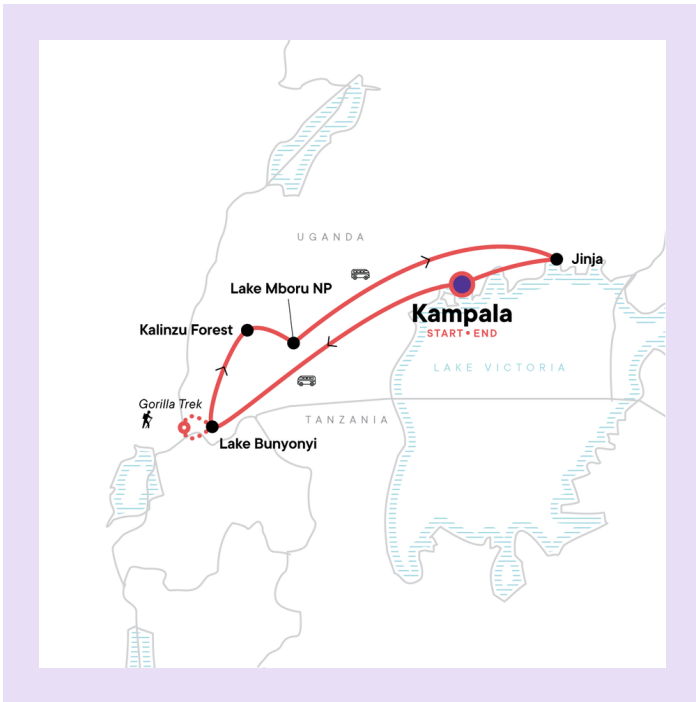 UGANDA
Jinja
Lake Mboru NP
Kampala
START • END
Kalinzu Forest
LAKE VICTORIA
Gorilla Trek
TANZANIA
Lake Bunyonyi